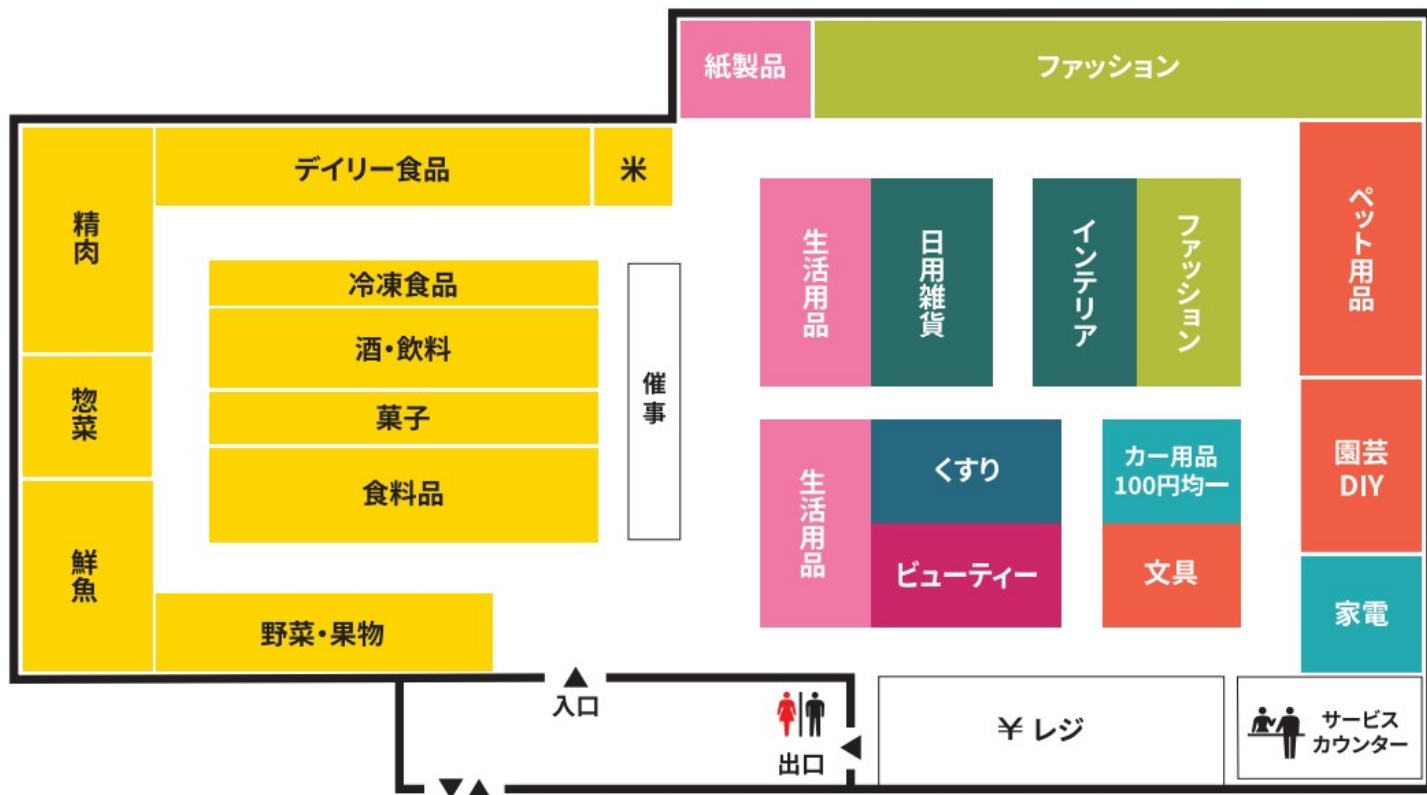 紙製品
ファッション
デイリー食品
米
精肉
ペット用品
生活用品
日用雑貨
インテリア
ファッション
冷凍食品
酒・飲料
催事
惣菜
菓子
園芸
DIY
生活用品
くすり
カー用品
100円均一
食料品
鮮魚
ビューティー
文具
家電
野菜・果物
入口
出口
¥ レジ
サービス
カウンター